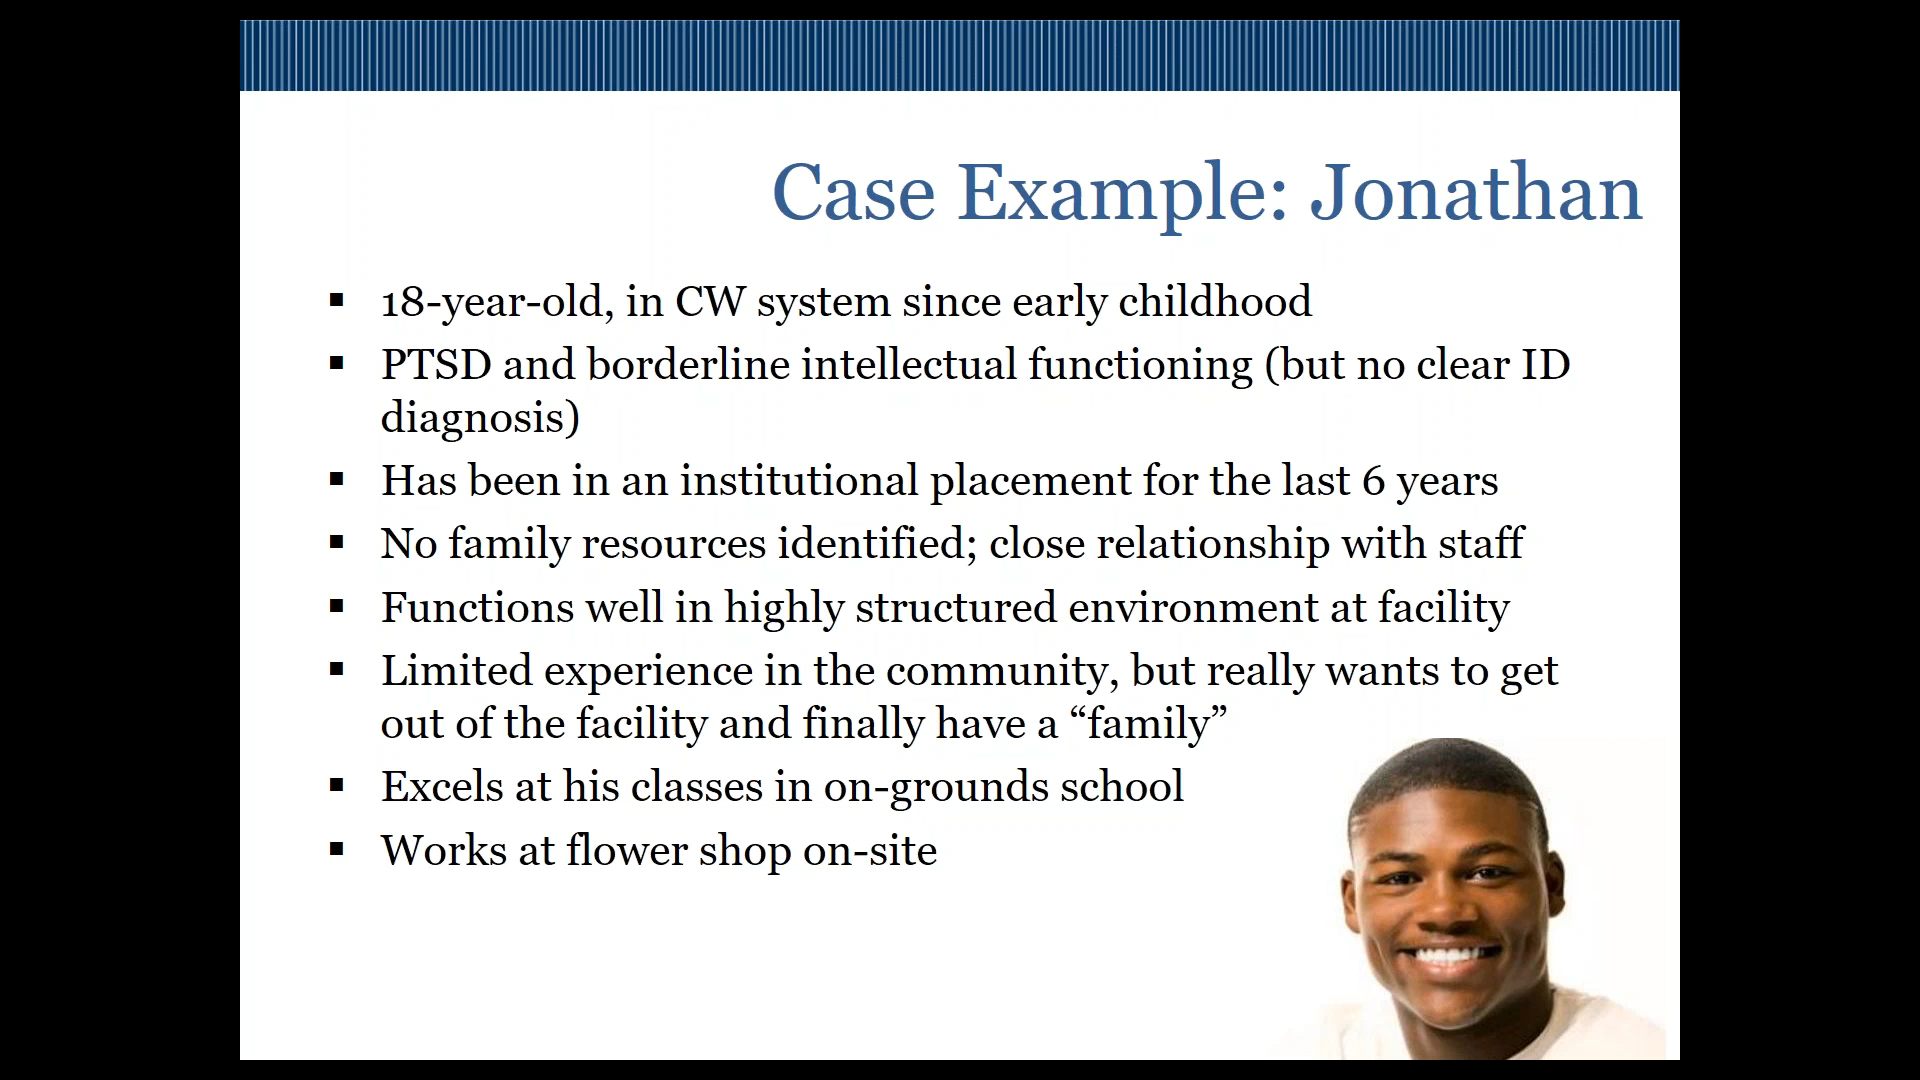 Case Example: Jonathan
▪ 18-year-old, in CW system since early childhood
▪ PTSD and borderline intellectual functioning (but no clear ID
diagnosis)
▪ Has been in an institutional placement for the last 6 years
▪ No family resources identified; close relationship with staff
▪ Functions well in highly structured environment at facility
▪ Limited experience in the community, but really wants to get
out of the facility and finally have a “family”
▪ Excels at his classes in on-grounds school
▪ Works at flower shop on-site